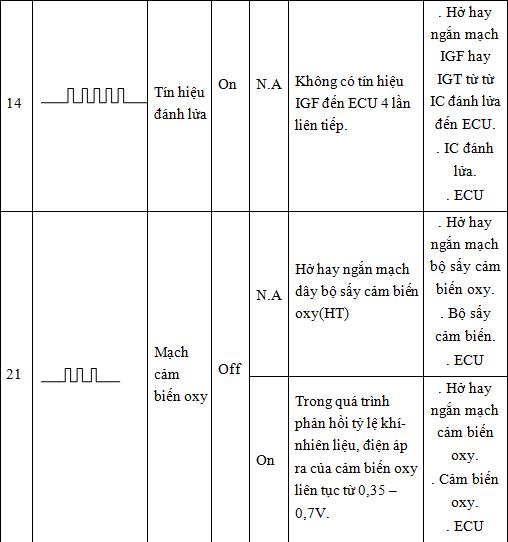 14
Tín hiệu
đánh lửa
On
N.A
Không có tín hiệu
IGF đến ECU 4 lần
liên tiếp.
. Hở hay
ngắn mạch
IGF hay
IGT từ từ
IC đánh lửa
đến ECU.
. IC đánh
lửa.
. ECU
21
Mạch
cảm
biến oxy
Off
N.A
Hở hay ngắn mạch
dây bộ sấy cảm biến
oxy(HT)
. Hở hay
ngắn mạch
bộ sấy cảm
biến oxy.
. Bộ sấy
cảm biến.
. ECU
On
Trong quá trình
phản hồi tỷ lệ khí-
nhiên liệu, điện áp
ra của cảm biến oxy
liên tục từ 0,35 –
0,7V.
. Hở hay
ngắn mạch
cảm biến
oxy.
. Cảm biến
oxy.
. ECU